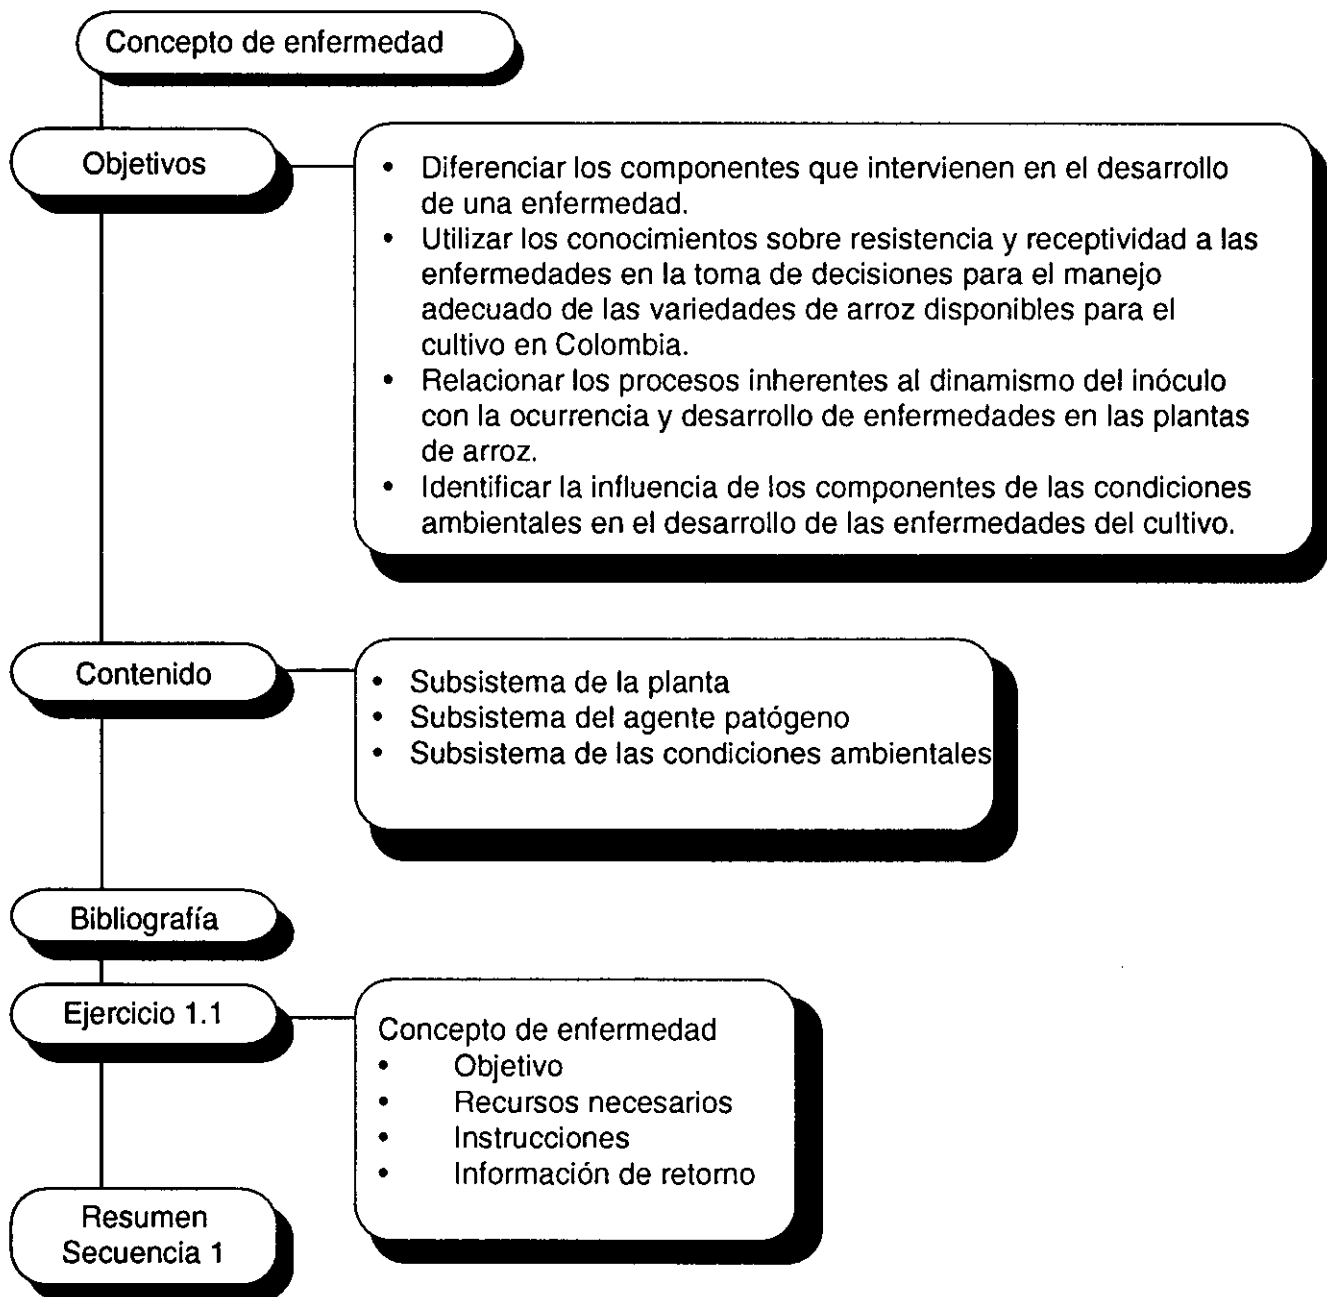 Concepto de enfermedad
Objetivos
• Diferenciar los componentes que intervienen en el desarrollo
de una enfermedad.
• Utilizar los conocimientos sobre resistencia y receptividad a las
enfermedades en la toma de decisiones para el manejo
adecuado de las variedades de arroz disponibles para el
cultivo en Colombia.
• Relacionar los procesos inherentes al dinamismo del inóculo
con la ocurrencia y desarrollo de enfermedades en las plantas
de arroz.
• Identificar la influencia de los componentes de las condiciones
ambientales en el desarrollo de las enfermedades del cultivo.
Contenido
• Subsistema de la planta
• Subsistema del agente patógeno
• Subsistema de las condiciones ambientales
Bibliografía
Ejercicio 1.1
Concepto de enfermedad
• Objetivo
• Recursos necesarios
• Instrucciones
• Información de retorno
Resumen
Secuencia 1